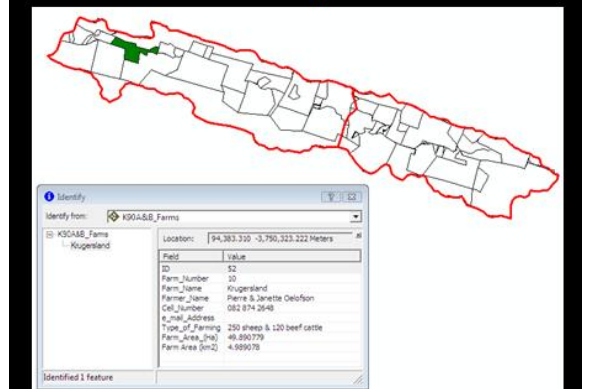 Identify
Identify from: K90A&B_Farms
K90A&B_Farms
Krugersland
Location: 94,383.310 -3,750,323.222 Meters
Field Value
ID 52
Farm_Number 10
Farm_Name Krugersland
Farmer_Name Pierre & Janette Oelofson
Cell_Number 082 874 2648
e_mail_Address
Type_of_Farming 250 sheep & 120 beef cattle
Farm_Area_(Ha) 49.890779
Farm Area (km2) 4.989078
Identified 1 feature